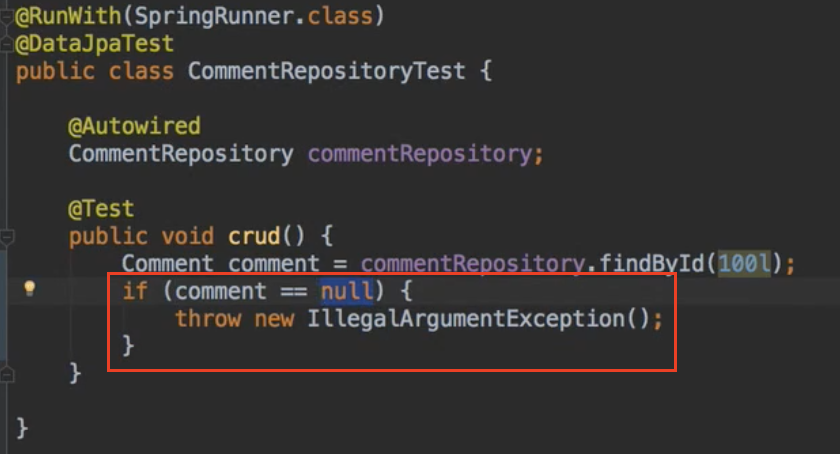 @RunWith(SpringRunner.class)
@DataJpaTest
public class CommentRepositoryTest {
@Autowired
CommentRepository commentRepository;
@Test
public void crud() {
Comment comment = commentRepository.findById(100l);
if (comment == null) {
throw new IllegalArgumentException();
}
}
}